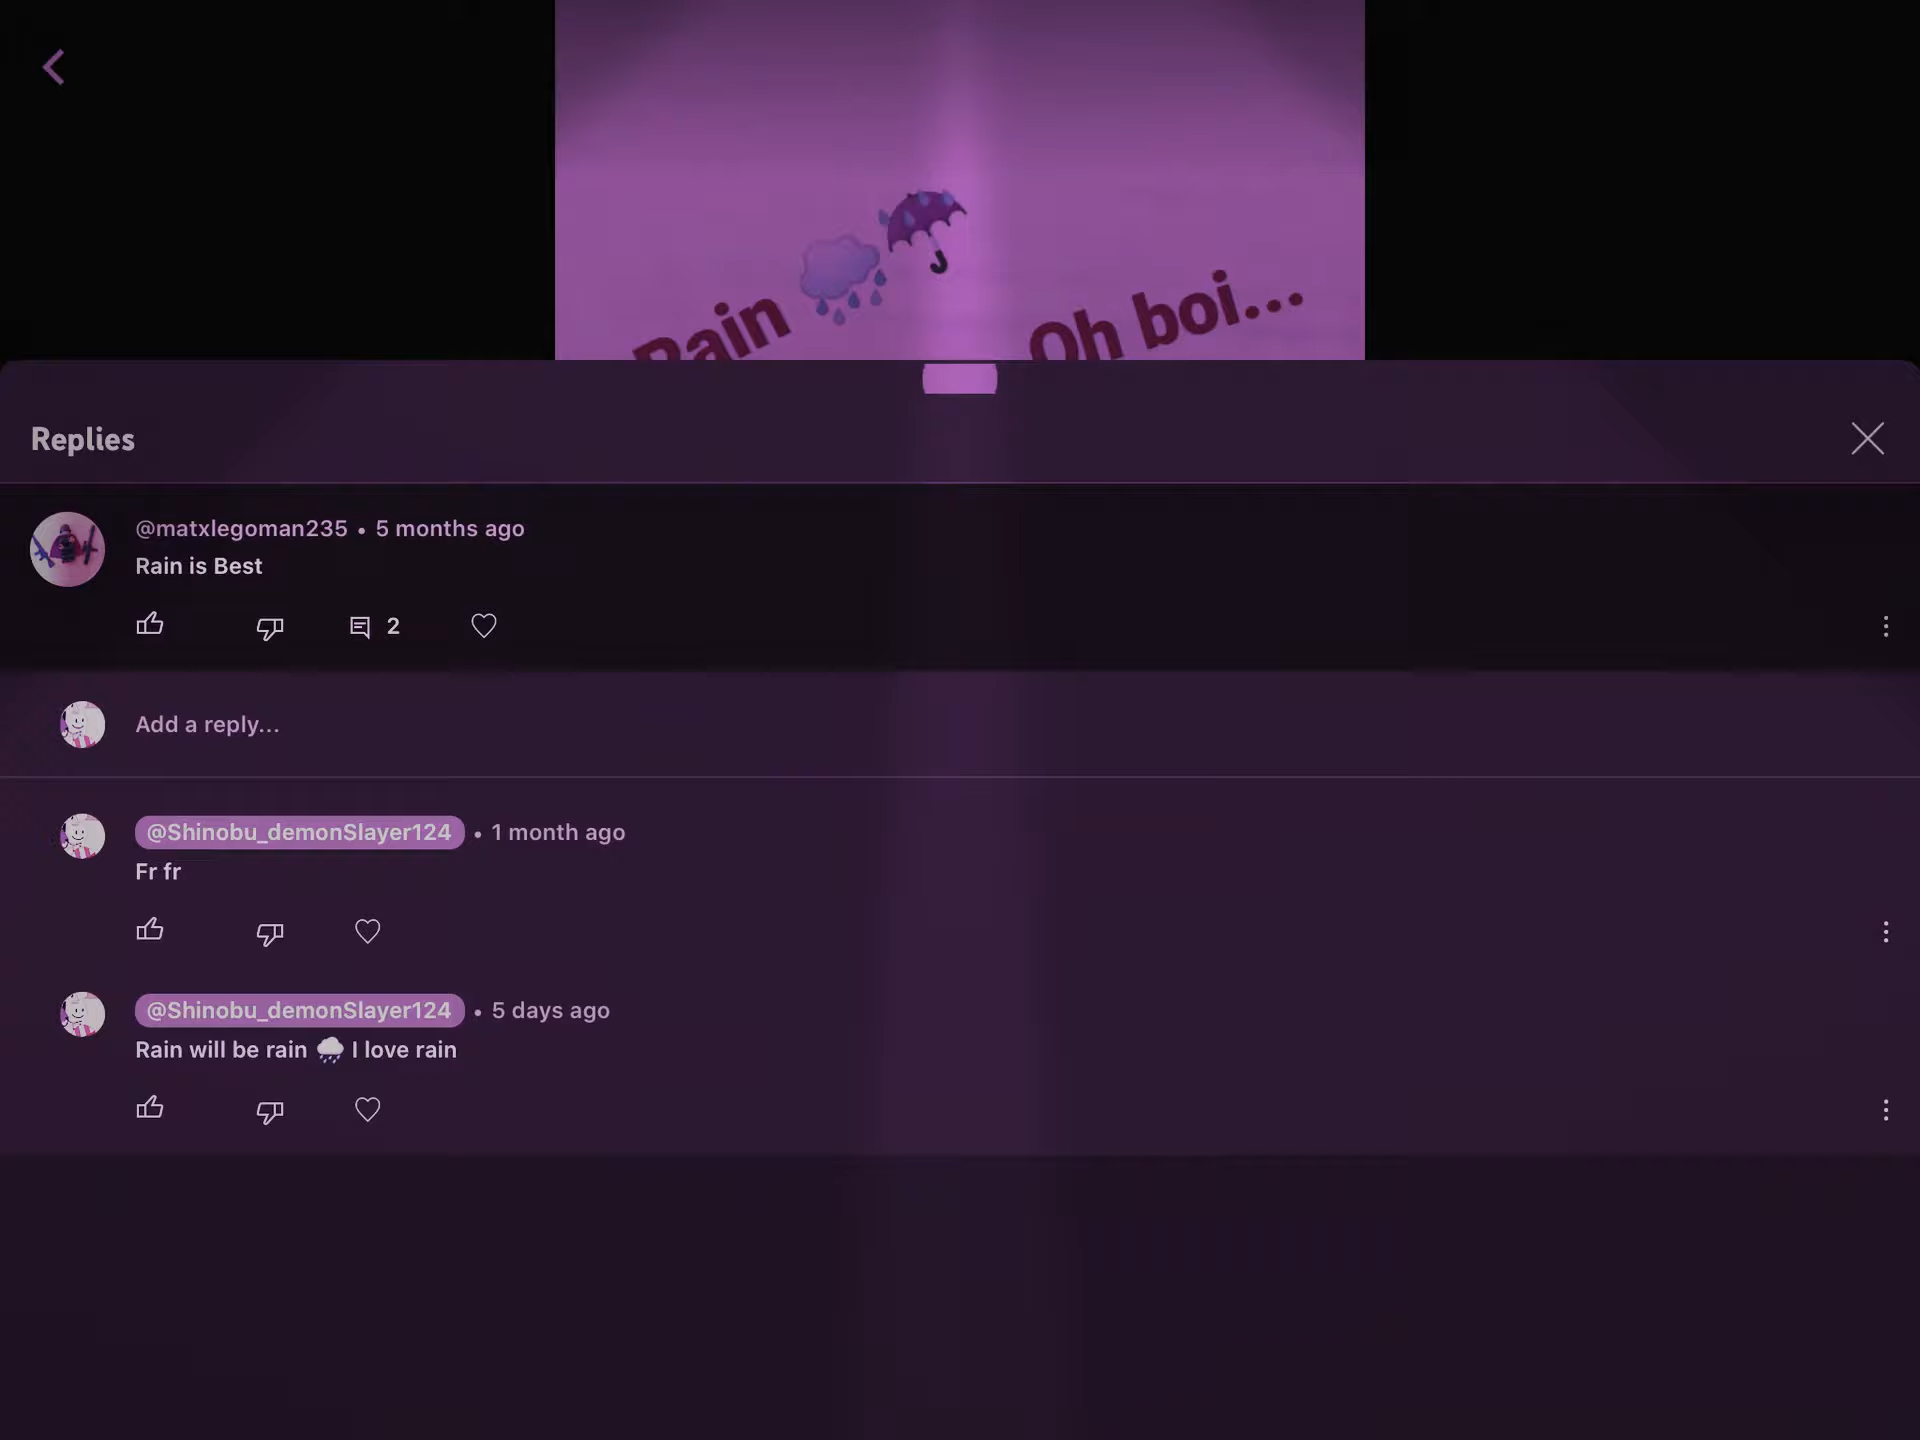 Rain 🌧️☔
Oh boi...
Replies
@matxlegoman235 • 5 months ago
Rain is Best
2
Add a reply...
@Shinobu_demonSlayer124 • 1 month ago
Fr fr
@Shinobu_demonSlayer124 • 5 days ago
Rain will be rain 🌧️ I love rain